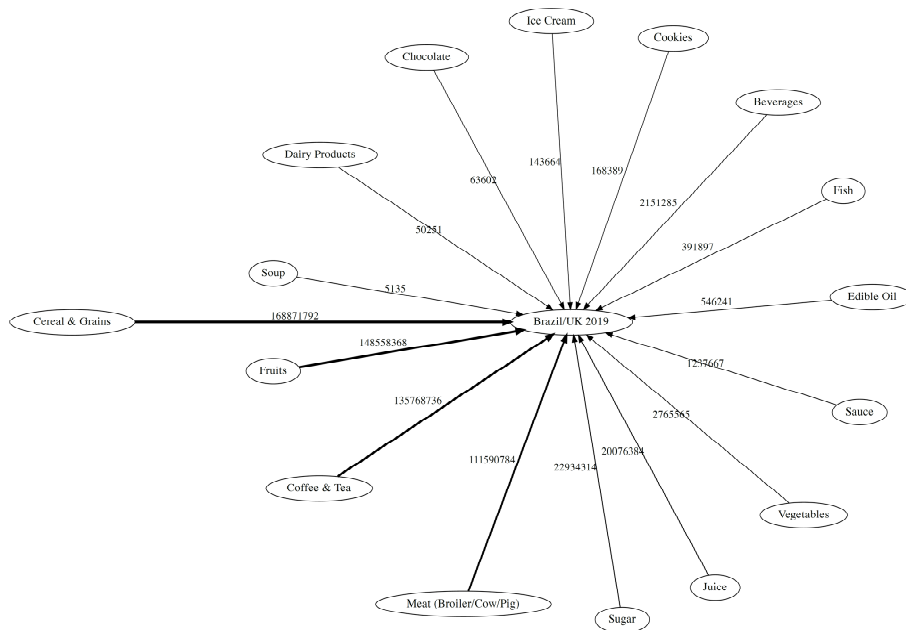 Ice Cream
Cookies
Chocolate
Beverages
Dairy Products
143664
168389
63602
Fish
2151285
50251
391897
Soup
5135
Edible Oil
546241
Cereal & Grains
168871792
Brazil/UK 2019
148558368
Fruits
1237667
135768736
Sauce
2765565
20076384
111590784
22934314
Coffee & Tea
Vegetables
Juice
Meat (Broiler/Cow/Pig)
Sugar